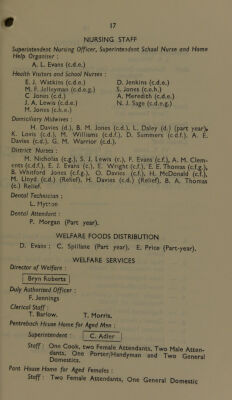 17
NURSING STAFF
Superintendent Nursing Officer, Superintendent School Nurse and Home
Help Organiser :
A. L. Evans (c.d.e.)
Health Visitors and School Nurses :
E. J. Watkins (c.d.e.) D. Jenkins (c.d.e.)
M. F. Jelleyman (c.d.e.g.) S. Jones (c.e.h.)
C Jones (c.d.) A. Meredith (c.d.e.)
J. A. Lewis (c.d.e.) N. J. Sage (c.d.e.g.)
M. Jones (c.h.e.)
Domiciliary Midwives :
H. Davies (d.), B. M. Jones (c.d.), L. Daley (d.) (part year),
K. Lewis (c.d.), M. Williams (c.d.f.), D. Summers (c.d.f.), A. E.
Davies (c.d.), G. M. Warrior (c.d.).
District Nurses :
M. Nicholas (c.g.), S. J. Lewis (c.), F. Evans (c.f.), A. M. Clem-
ents (c.d.f.), E. J. Evans (c.), E. Wright (c.f.), E. E. Thomas (c.f.g.),
B. Whitford Jones (c.f.g.), O. Davies (c.f.), H. McDonald (c.f.),
M. Lloyd (c.d.) (Relief), H. Davies (c.d.) (Relief), B. A. Thomas
(c.) Relief.
Dental Technician :
L. Mytton
Dental Attendant :
P. Morgan (Part year).
WELFARE FOODS DISTRIBUTION
D. Evans ; C. Spillane (Part year), E. Price (Part-year).
WELFARE SERVICES
Director of Welfare :
Bryn Roberts
Duly Authorised Officer :
F. Jennings
Clerical Staff :
T. Barlow. T. Morris.
Pentrebach House Home for Aged Men :
Superintendent : C. Adler
Staff : One Cook, two Female Attendants, Two Male Atten-
dants, One Porter/Handyman and Two General
Domestics.
Pant House Home for Aged Females :
Staff : Two Female Attendants, One General Domestic